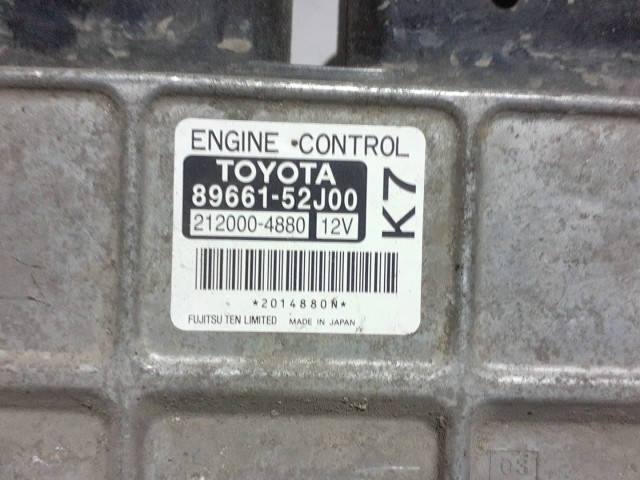 ENGINE CONTROL
TOYOTA
89661-52J00
212000-4880 12V
K7
*2014880N*
FUJITSU TEN LIMITED MADE IN JAPAN
03